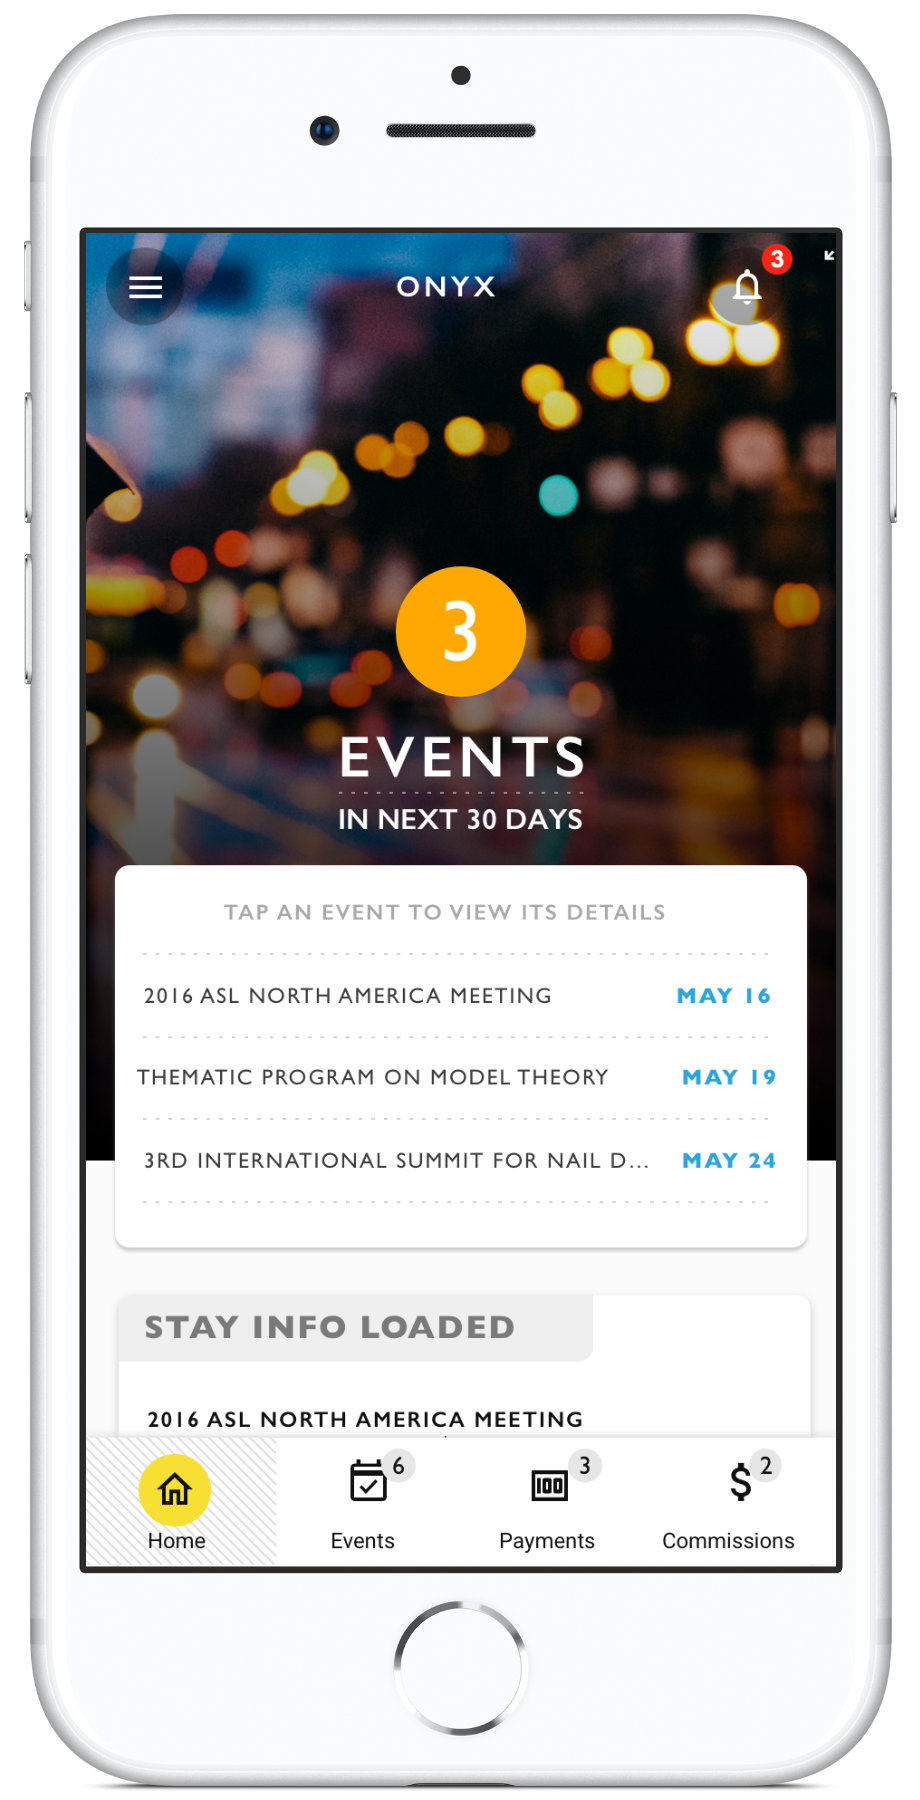 ONYX
3
3
EVENTS
IN NEXT 30 DAYS
TAP AN EVENT TO VIEW ITS DETAILS
2016 ASL NORTH AMERICA MEETING MAY 16
THEMATIC PROGRAM ON MODEL THEORY MAY 19
3RD INTERNATIONAL SUMMIT FOR NAIL D... MAY 24
STAY INFO LOADED
2016 ASL NORTH AMERICA MEETING
6 3 2
100
Home Events Payments Commissions